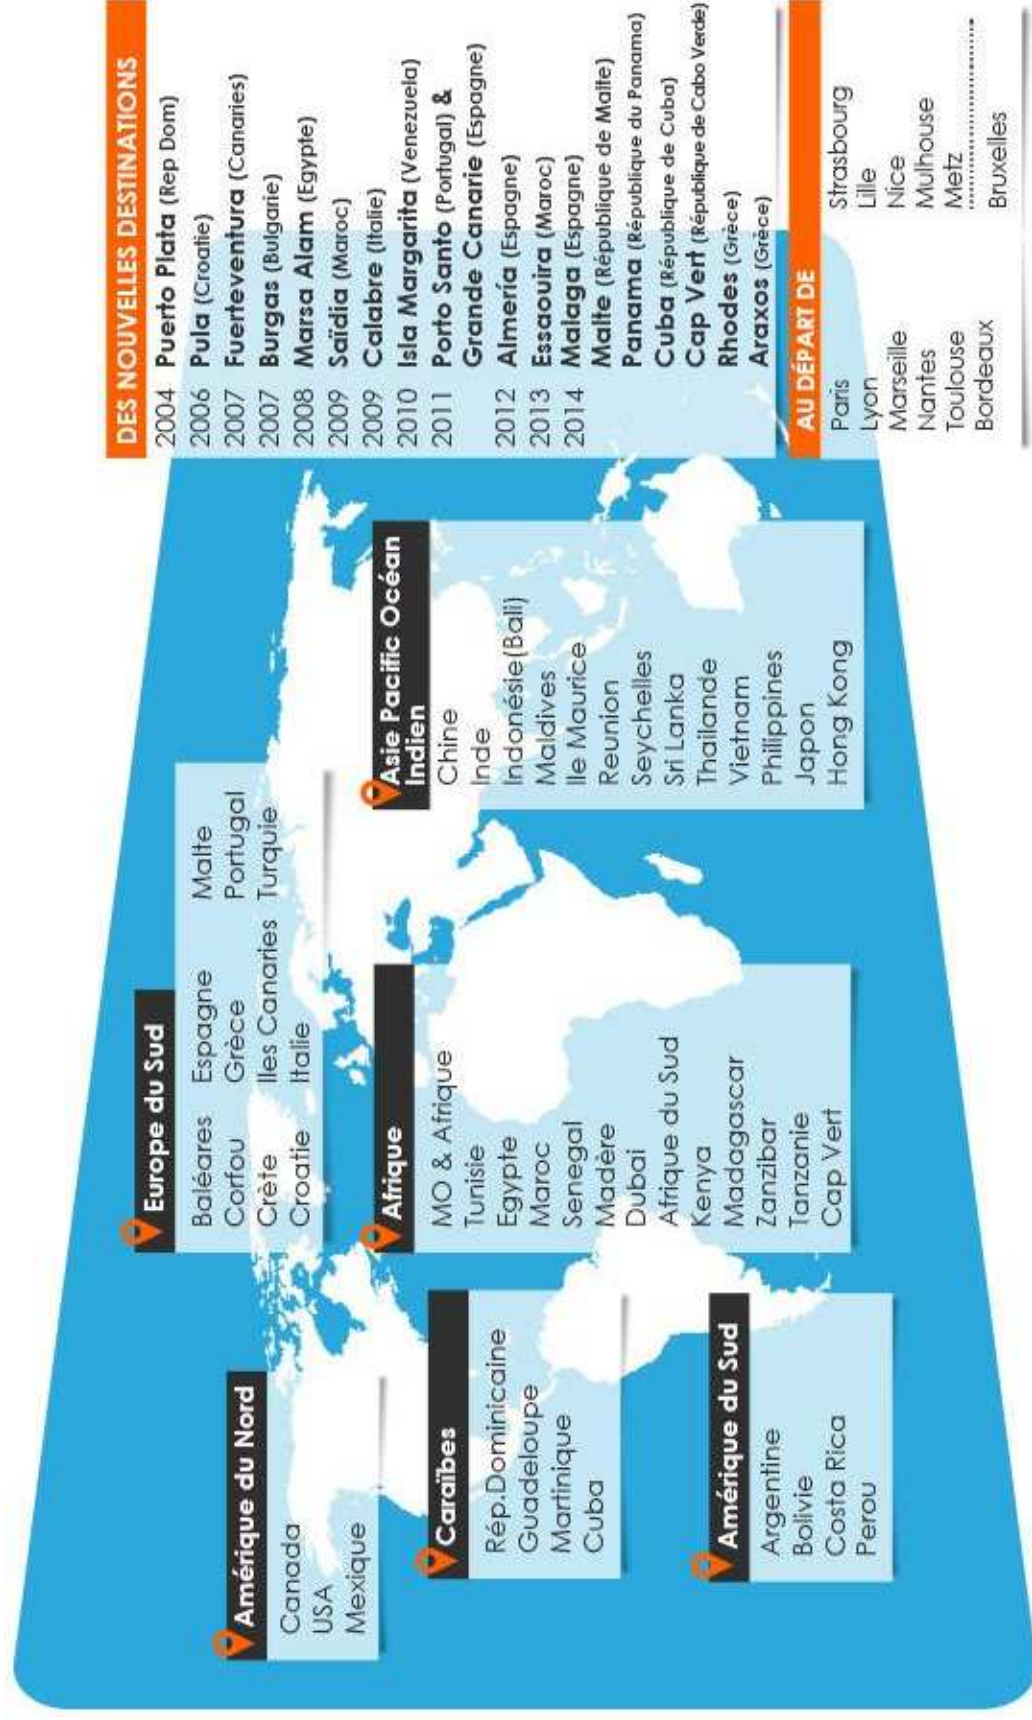 Amérique du Nord
Canada
USA
Mexique
Caraïbes
Rép.Dominicaine
Guadeloupe
Martinique
Cuba
Amérique du Sud
Argentine
Bolivie
Costa Rica
Perou
Europe du Sud
Baléares Espagne Malte
Corfou Grèce Portugal
Crète Iles Canaries Turquie
Croatie Italie
Afrique
MO & Afrique
Tunisie
Egypte
Maroc
Senegal
Madère
Dubai
Afrique du Sud
Kenya
Madagascar
Zanzibar
Tanzanie
Cap Vert
Asie Pacific Océan
Indien
Chine
Inde
Indonésie(Bali)
Maldives
Ile Maurice
Reunion
Seychelles
Sri Lanka
Thailande
Vietnam
Philippines
Japon
Hong Kong
DES NOUVELLES DESTINATIONS
2004 Puerto Plata (Rep Dom)
2006 Pula (Croatie)
2007 Fuerteventura (Canaries)
2007 Burgas (Bulgarie)
2008 Marsa Alam (Egypte)
2009 Saïdia (Maroc)
2009 Calabre (Italie)
2010 Isla Margarita (Venezuela)
2011 Porto Santo (Portugal) &
Grande Canarie (Espagne)
2012 Almería (Espagne)
2013 Essaouira (Maroc)
2014 Malaga (Espagne)
Malte (République de Malte)
Panama (République du Panama)
Cuba (République de Cuba)
Cap Vert (République de Cabo Verde)
Rhodes (Grèce)
Araxos (Grèce)
AU DÉPART DE
Paris Strasbourg
Lyon Lille
Marseille Nice
Nantes Mulhouse
Toulouse Metz
Bordeaux Bruxelles